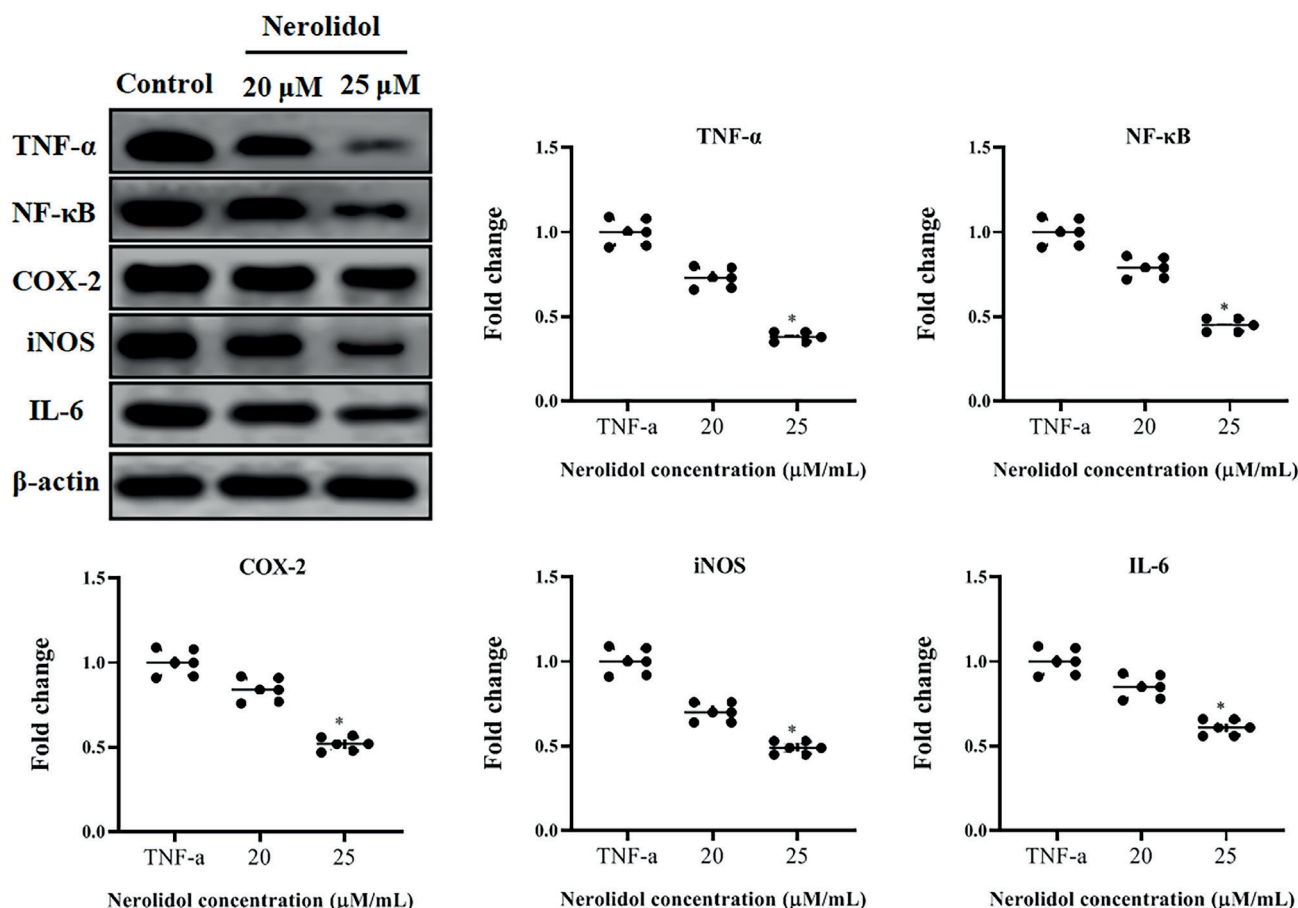 Nerolidol
Control 20 μM 25 μM
TNF-α
NF-κB
COX-2
iNOS
IL-6
β-actin
TNF-α
1.5
1.0
0.5
0.0
Fold change
*
TNF-a 20 25
Nerolidol concentration (μM/mL)
NF-κB
1.5
1.0
0.5
0.0
Fold change
*
TNF-a 20 25
Nerolidol concentration (μM/mL)
COX-2
1.5
1.0
0.5
0.0
Fold change
*
TNF-a 20 25
Nerolidol concentration (μM/mL)
iNOS
1.5
1.0
0.5
0.0
Fold change
*
TNF-a 20 25
Nerolidol concentration (μM/mL)
IL-6
1.5
1.0
0.5
0.0
Fold change
*
TNF-a 20 25
Nerolidol concentration (μM/mL)